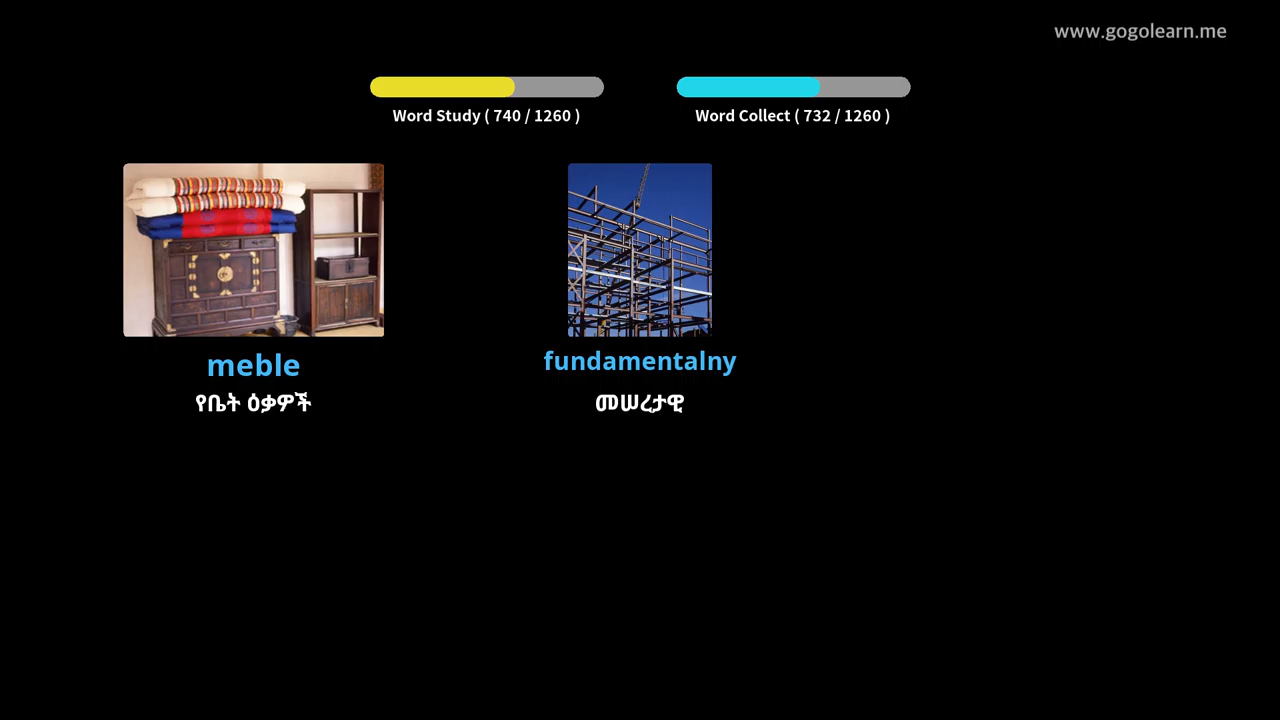 www.gogolearn.me
Word Study ( 740 / 1260 )
Word Collect ( 732 / 1260 )
meble
የቤት ዕቃዎች
fundamentalny
መሠረታዊ